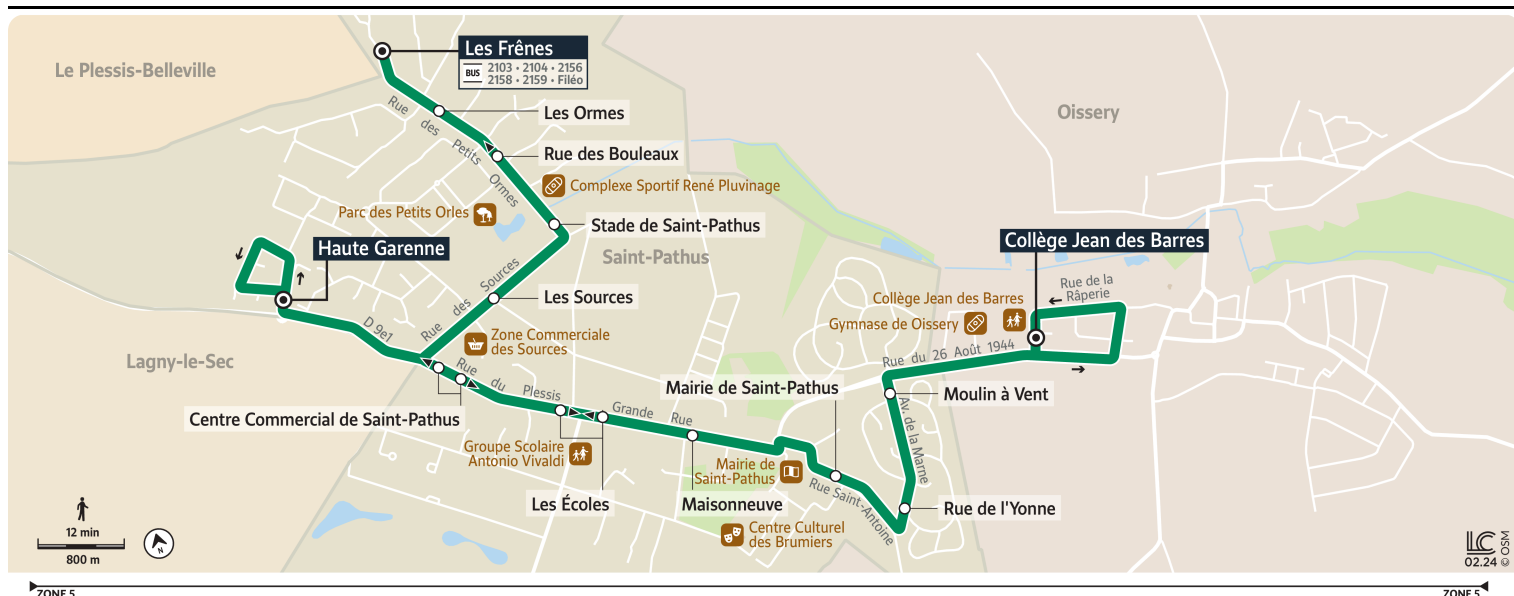 Le Plessis-Belleville
Les Frênes
BUS
2103 • 2104 • 2156
2158 • 2159 • Filéo
Oissery
Rue des Petits Ormes
Les Ormes
Rue des Bouleaux
Complexe Sportif René Pluvinage
Parc des Petits Orles
Stade de Saint-Pathus
Saint-Pathus
Haute Garenne
Collège Jean des Barres
Rue de la
Râperie
Rue des Sources
Les Sources
Collège Jean des Barres
Gymnase de Oissery
D 9e1
Zone Commerciale
des Sources
Rue du 26 Août 1944
Lagny-le-Sec
Rue du Plessis
Mairie de Saint-Pathus
Moulin à Vent
Av. de la Marne
Centre Commercial de Saint-Pathus
Grande Rue
Groupe Scolaire
Antonio Vivaldi
Mairie de
Saint-Pathus
Rue Saint-Antoine
Les Écoles
Maisonneuve
Rue de l'Yonne
Centre Culturel
des Brumiers
12 min
800 m
N
LC
02.24
© OSM
ZONE 5
ZONE 5